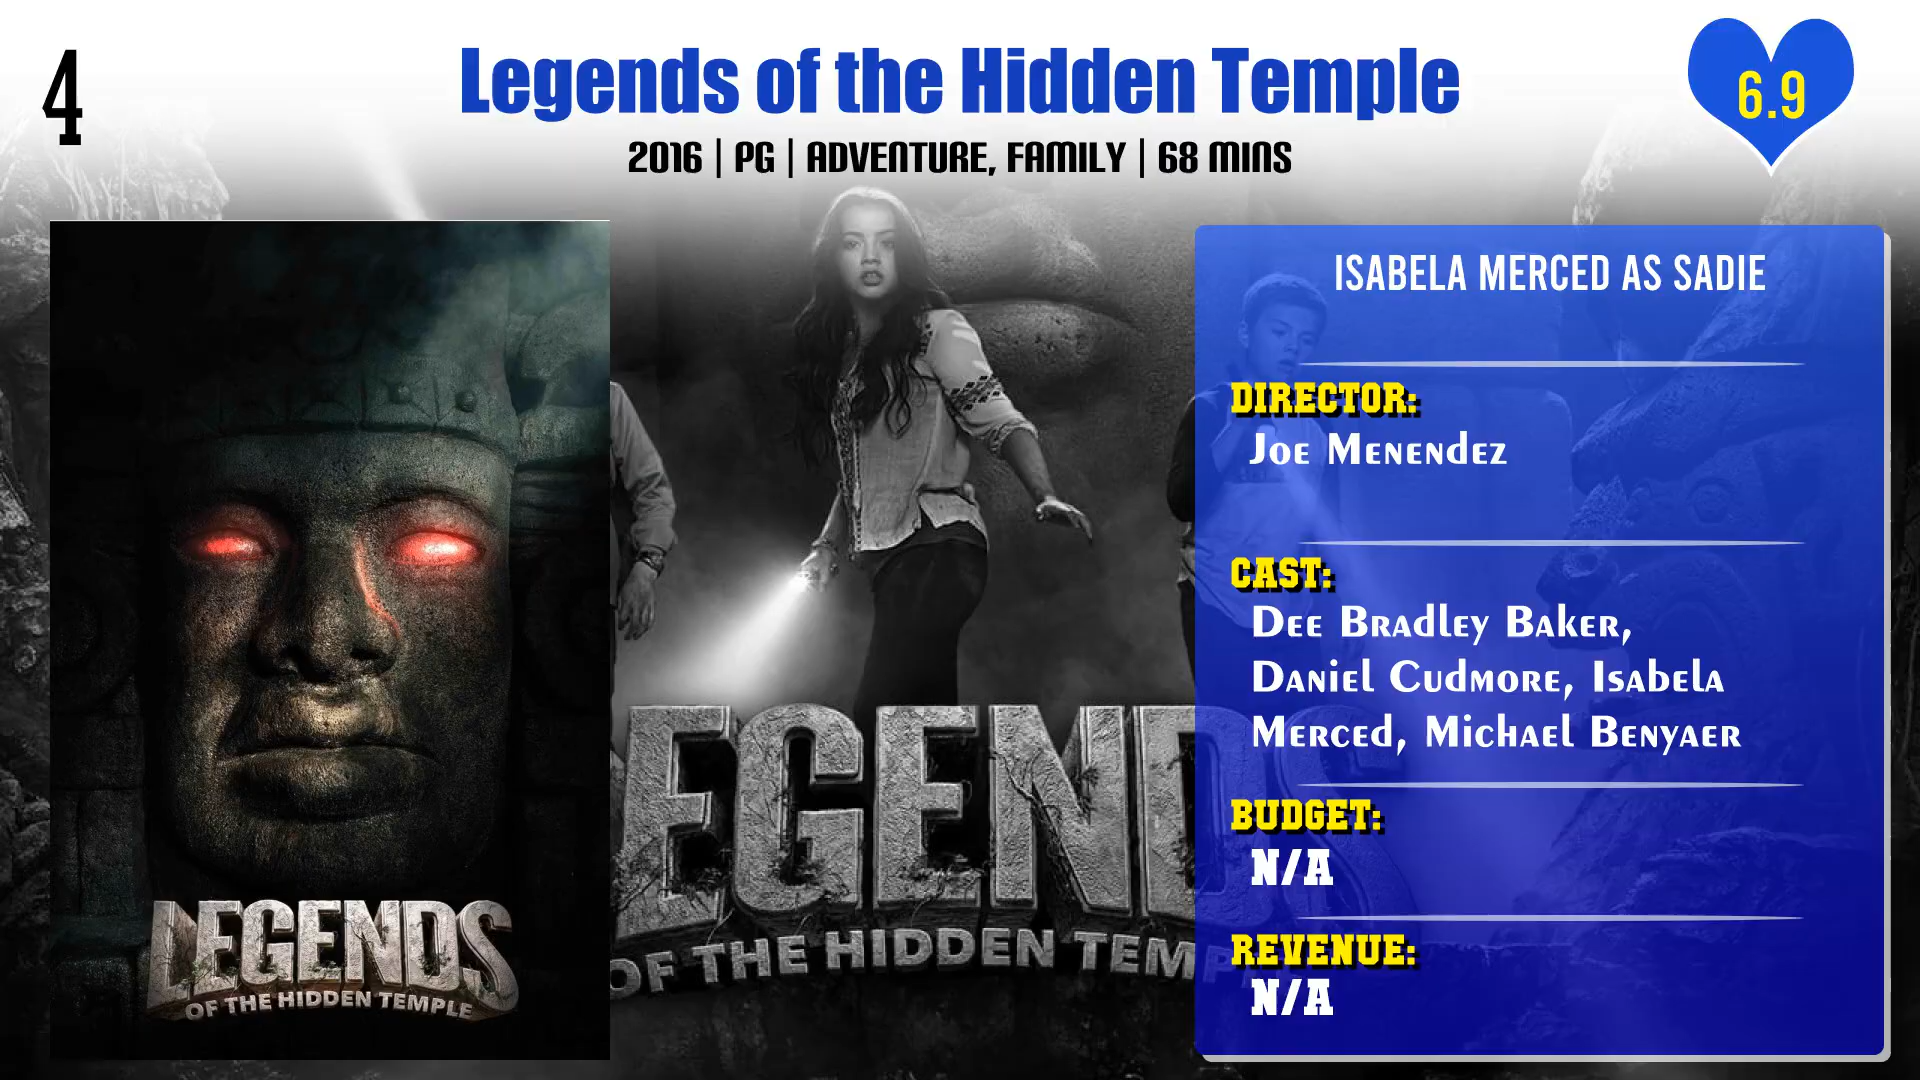 4
Legends of the Hidden Temple
6.9
2016 | PG | ADVENTURE, FAMILY | 68 MINS
ISABELA MERCED AS SADIE
DIRECTOR:
Joe Menendez
CAST:
Dee Bradley Baker,
Daniel Cudmore, Isabela
Merced, Michael Benyaer
BUDGET:
N/A
REVENUE:
N/A
LEGENDS
OF THE HIDDEN TEMPLE
LEGENDS
OF THE HIDDEN TEMP